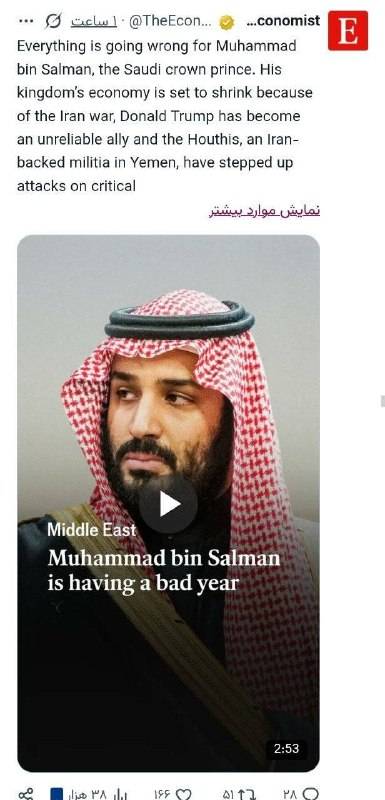 ...conomist @TheEcon... · ۱ ساعت
E
Everything is going wrong for Muhammad
bin Salman, the Saudi crown prince. His
kingdom’s economy is set to shrink because
of the Iran war, Donald Trump has become
an unreliable ally and the Houthis, an Iran-
backed militia in Yemen, have stepped up
attacks on critical
نمایش موارد بیشتر
Middle East
Muhammad bin Salman
is having a bad year
2:53
۲۸ ۵۱ ۱۶۶ ۳۸ هزار